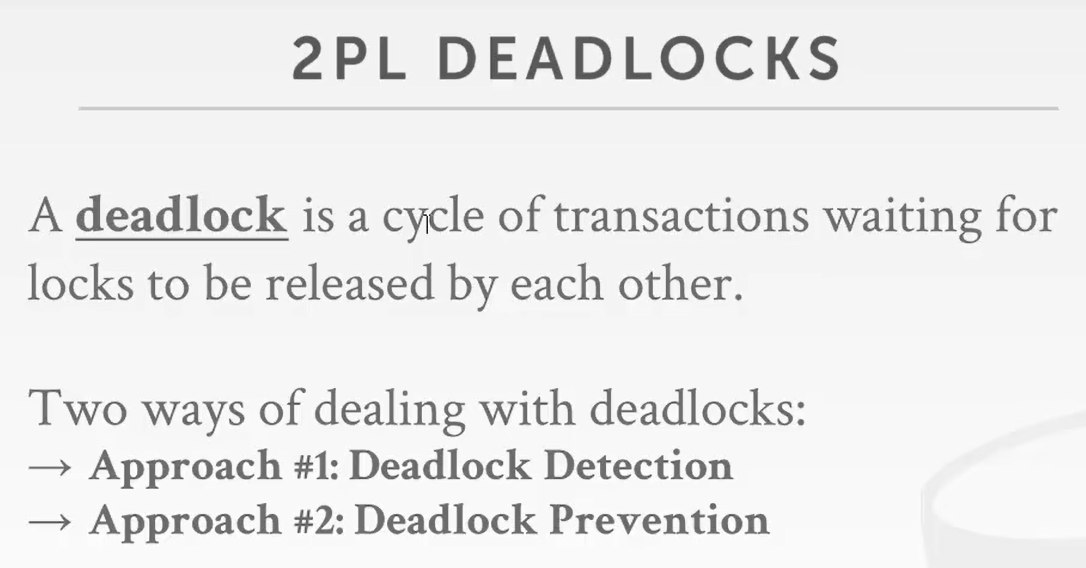 2PL DEADLOCKS
A deadlock is a cycle of transactions waiting for
locks to be released by each other.
Two ways of dealing with deadlocks:
→ Approach #1: Deadlock Detection
→ Approach #2: Deadlock Prevention